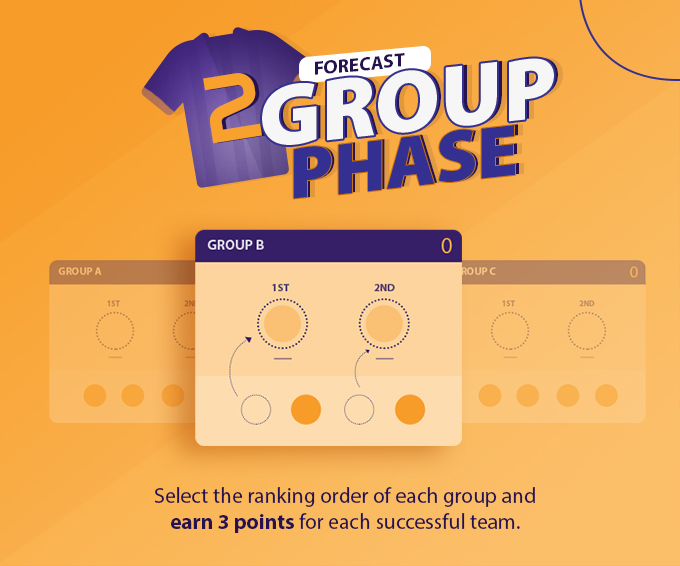 2
FORECAST
GROUP
PHASE
GROUP B 0
1ST 2ND
GROUP A
1ST 2N
ROUP C 0
1ST 2ND
Select the ranking order of each group and
earn 3 points for each successful team.